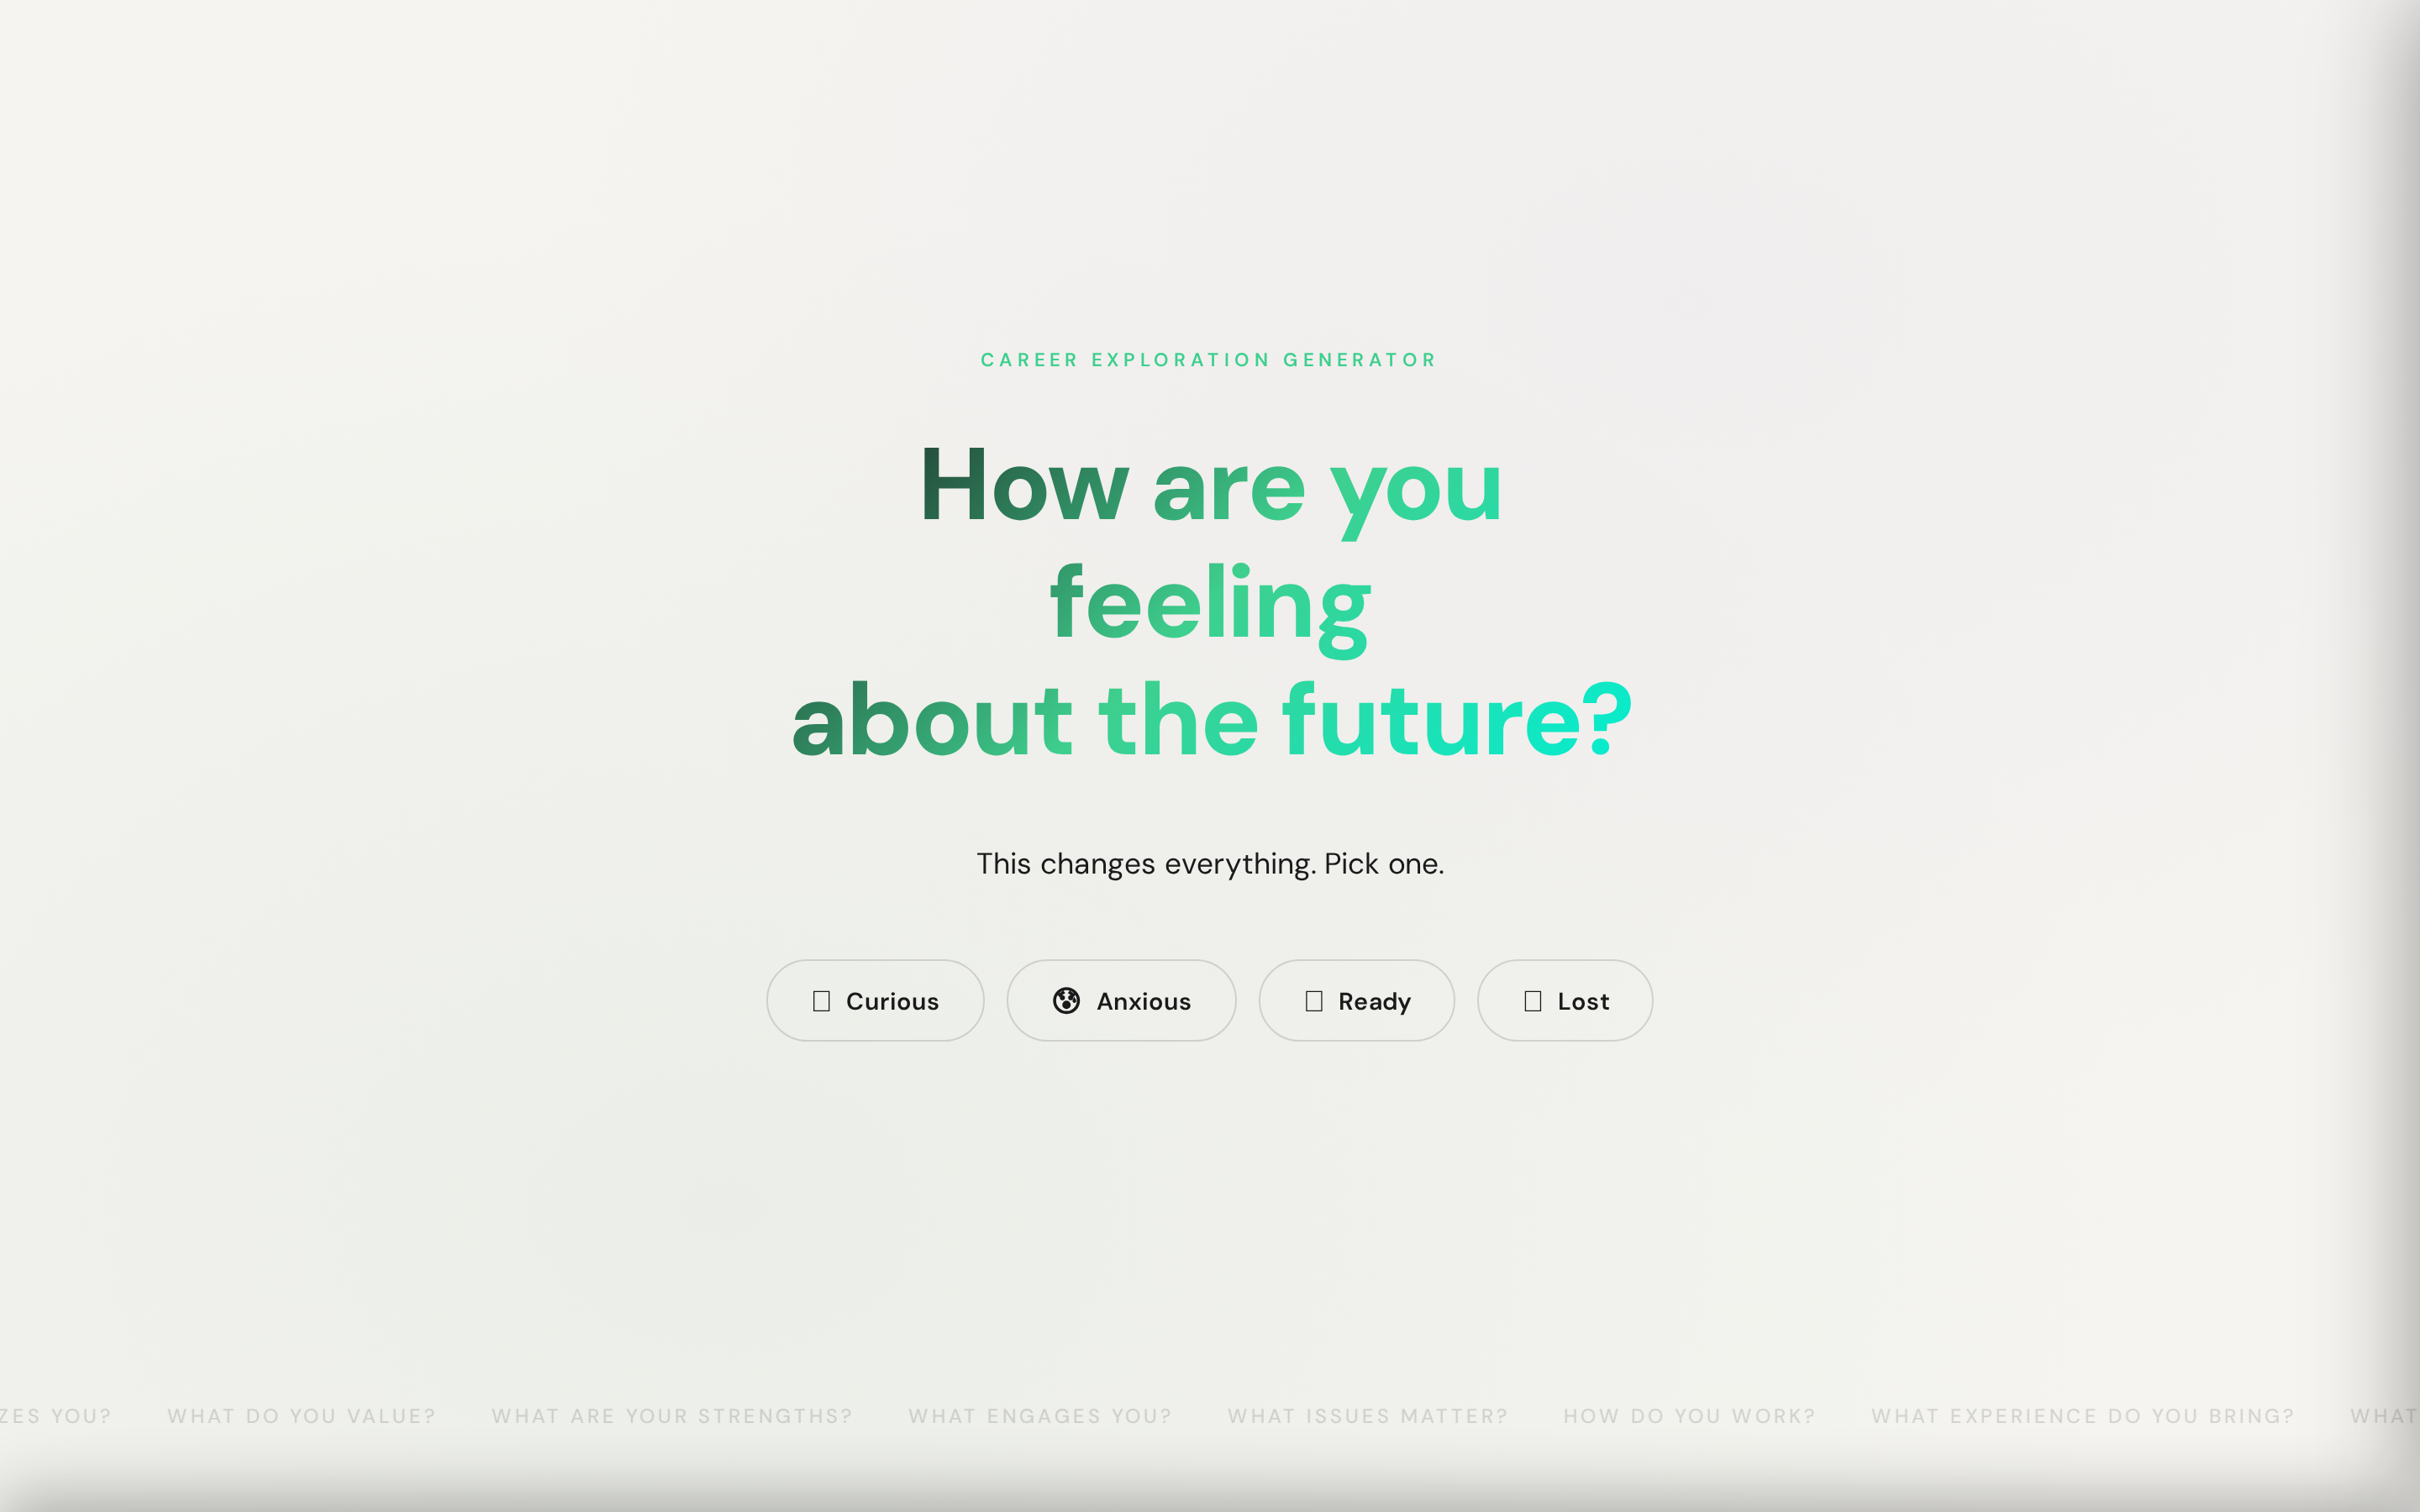 CAREER EXPLORATION GENERATOR
How are you
feeling
about the future?
This changes everything. Pick one.
Curious
😰 Anxious
Ready
Lost
ZES YOU? WHAT DO YOU VALUE? WHAT ARE YOUR STRENGTHS? WHAT ENGAGES YOU? WHAT ISSUES MATTER? HOW DO YOU WORK? WHAT EXPERIENCE DO YOU BRING? WHAT